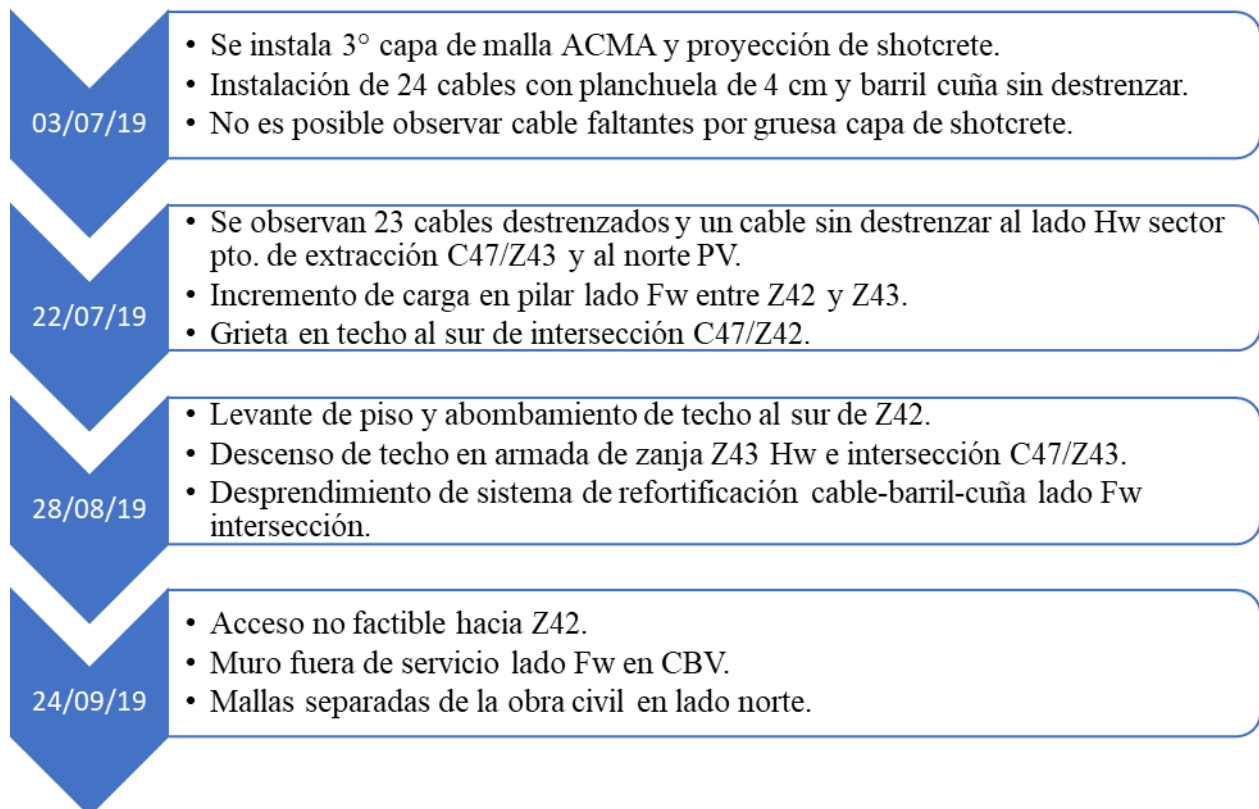 03/07/19
• Se instala 3° capa de malla ACMA y proyección de shotcrete.
• Instalación de 24 cables con planchuela de 4 cm y barril cuña sin destrenzar.
• No es posible observar cable faltantes por gruesa capa de shotcrete.
22/07/19
• Se observan 23 cables destrenzados y un cable sin destrenzar al lado Hw sector
pto. de extracción C47/Z43 y al norte PV.
• Incremento de carga en pilar lado Fw entre Z42 y Z43.
• Grieta en techo al sur de intersección C47/Z42.
28/08/19
• Levante de piso y abombamiento de techo al sur de Z42.
• Descenso de techo en armada de zanja Z43 Hw e intersección C47/Z43.
• Desprendimiento de sistema de refortificación cable-barril-cuña lado Fw
intersección.
24/09/19
• Acceso no factible hacia Z42.
• Muro fuera de servicio lado Fw en CBV.
• Mallas separadas de la obra civil en lado norte.